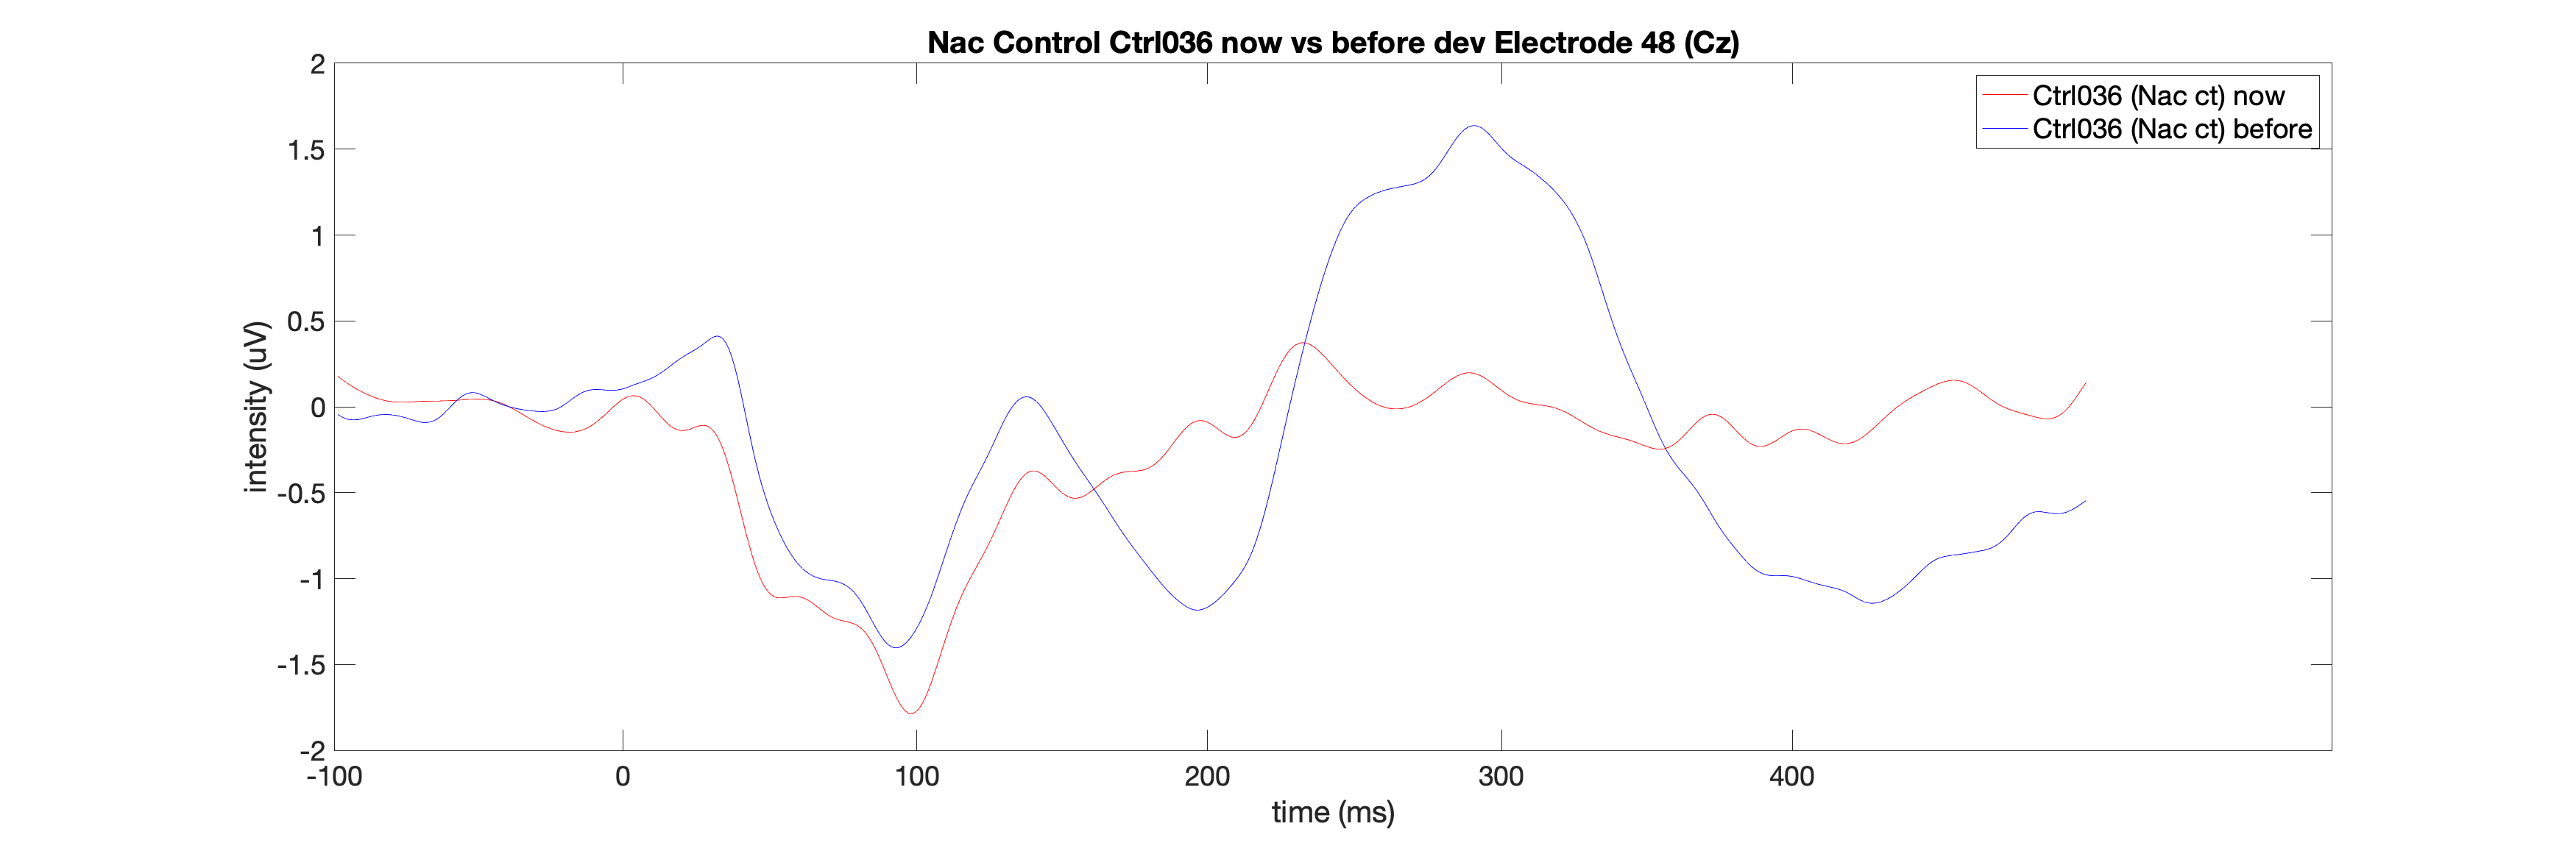 Nac Control Ctrl036 now vs before dev Electrode 48 (Cz)
Ctrl036 (Nac ct) now
Ctrl036 (Nac ct) before
intensity (uV)
2
1.5
1
0.5
0
-0.5
-1
-1.5
-2
-100 0 100 200 300 400
time (ms)